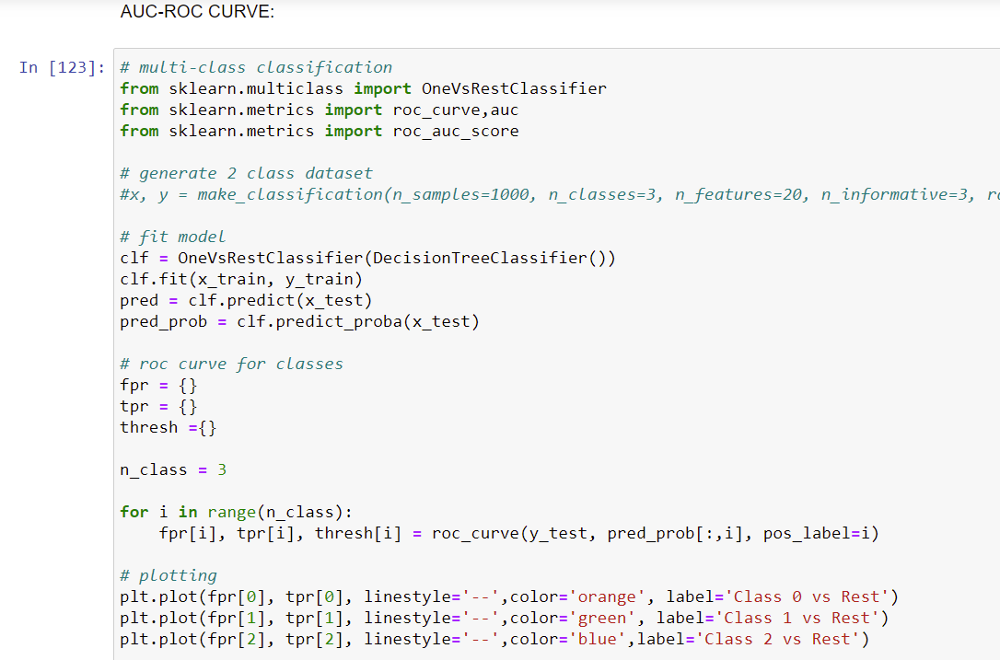 AUC-ROC CURVE:
In [123]: # multi-class classification
from sklearn.multiclass import OneVsRestClassifier
from sklearn.metrics import roc_curve,auc
from sklearn.metrics import roc_auc_score
# generate 2 class dataset
#x, y = make_classification(n_samples=1000, n_classes=3, n_features=20, n_informative=3,
# fit model
clf = OneVsRestClassifier(DecisionTreeClassifier())
clf.fit(x_train, y_train)
pred = clf.predict(x_test)
pred_prob = clf.predict_proba(x_test)
# roc curve for classes
fpr = {}
tpr = {}
thresh ={}
n_class = 3
for i in range(n_class):
    fpr[i], tpr[i], thresh[i] = roc_curve(y_test, pred_prob[:,i], pos_label=i)
# plotting
plt.plot(fpr[0], tpr[0], linestyle='--',color='orange', label='Class 0 vs Rest')
plt.plot(fpr[1], tpr[1], linestyle='--',color='green', label='Class 1 vs Rest')
plt.plot(fpr[2], tpr[2], linestyle='--',color='blue',label='Class 2 vs Rest')